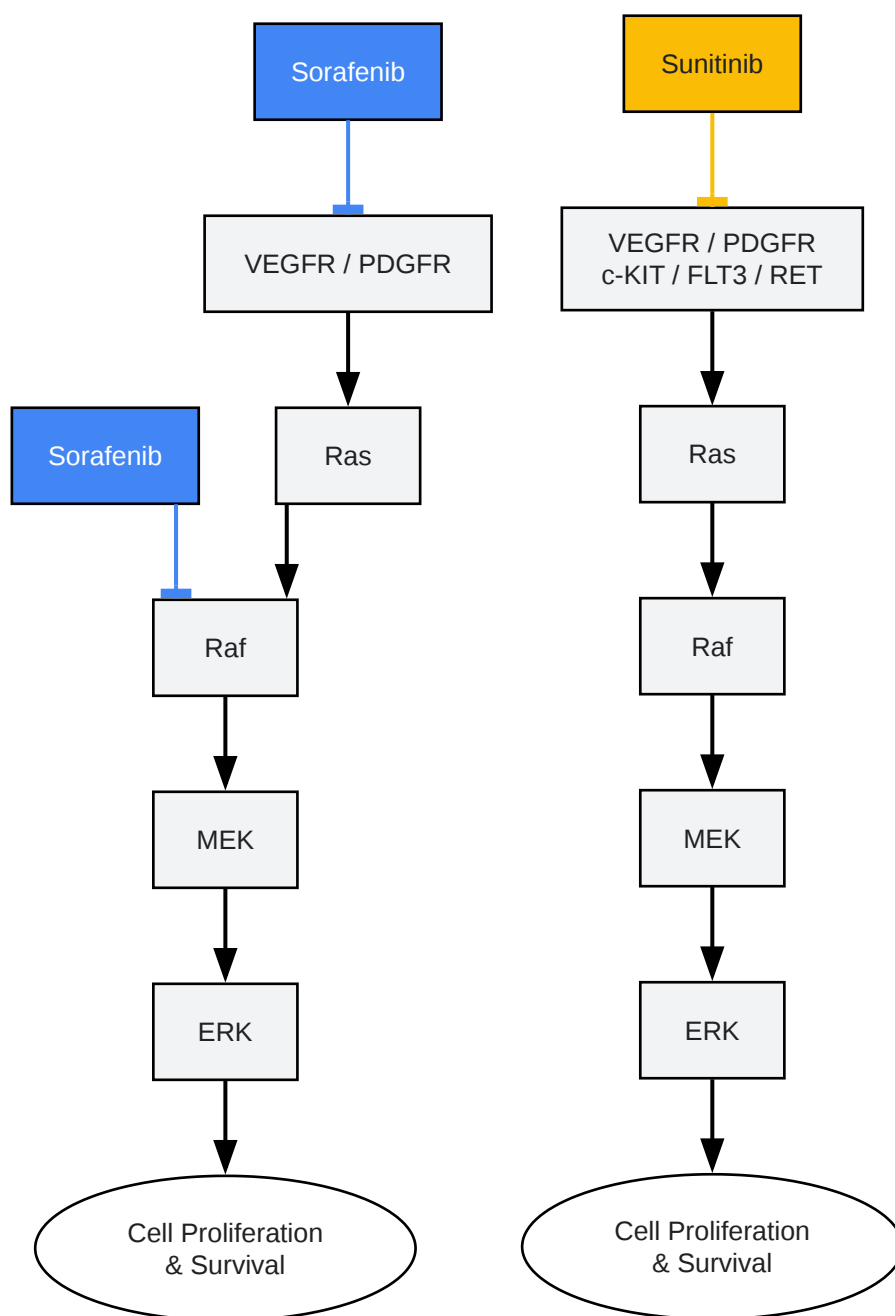 Sorafenib
VEGFR / PDGFR
Sorafenib
Ras
Raf
MEK
ERK
Cell Proliferation
& Survival
Sunitinib
VEGFR / PDGFR
c-KIT / FLT3 / RET
Ras
Raf
MEK
ERK
Cell Proliferation
& Survival